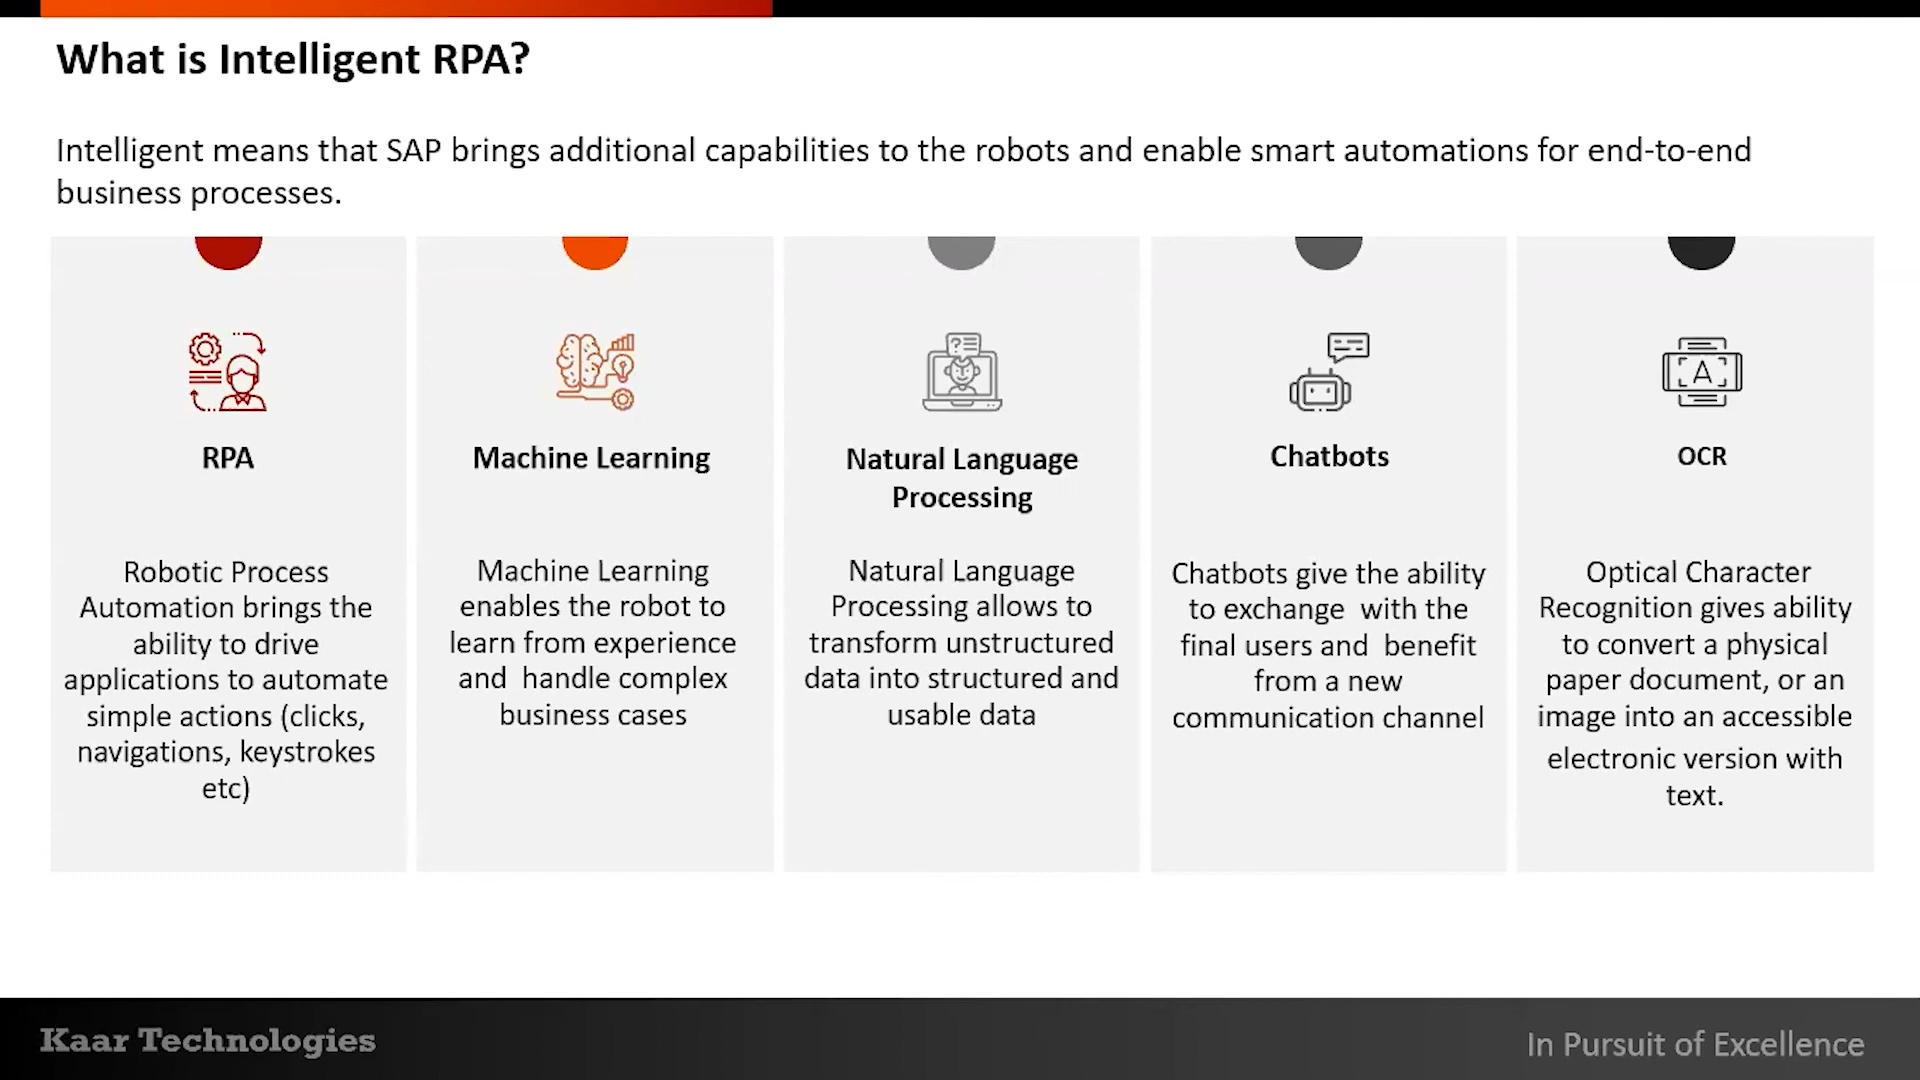 What is Intelligent RPA?
Intelligent means that SAP brings additional capabilities to the robots and enable smart automations for end-to-end
business processes.
RPA
Robotic Process
Automation brings the
ability to drive
applications to automate
simple actions (clicks,
navigations, keystrokes
etc)
Machine Learning
Machine Learning
enables the robot to
learn from experience
and handle complex
business cases
Natural Language
Processing
Natural Language
Processing allows to
transform unstructured
data into structured and
usable data
Chatbots
Chatbots give the ability
to exchange with the
final users and benefit
from a new
communication channel
A
OCR
Optical Character
Recognition gives ability
to convert a physical
paper document, or an
image into an accessible
electronic version with
text.
Kaar Technologies
In Pursuit of Excellence